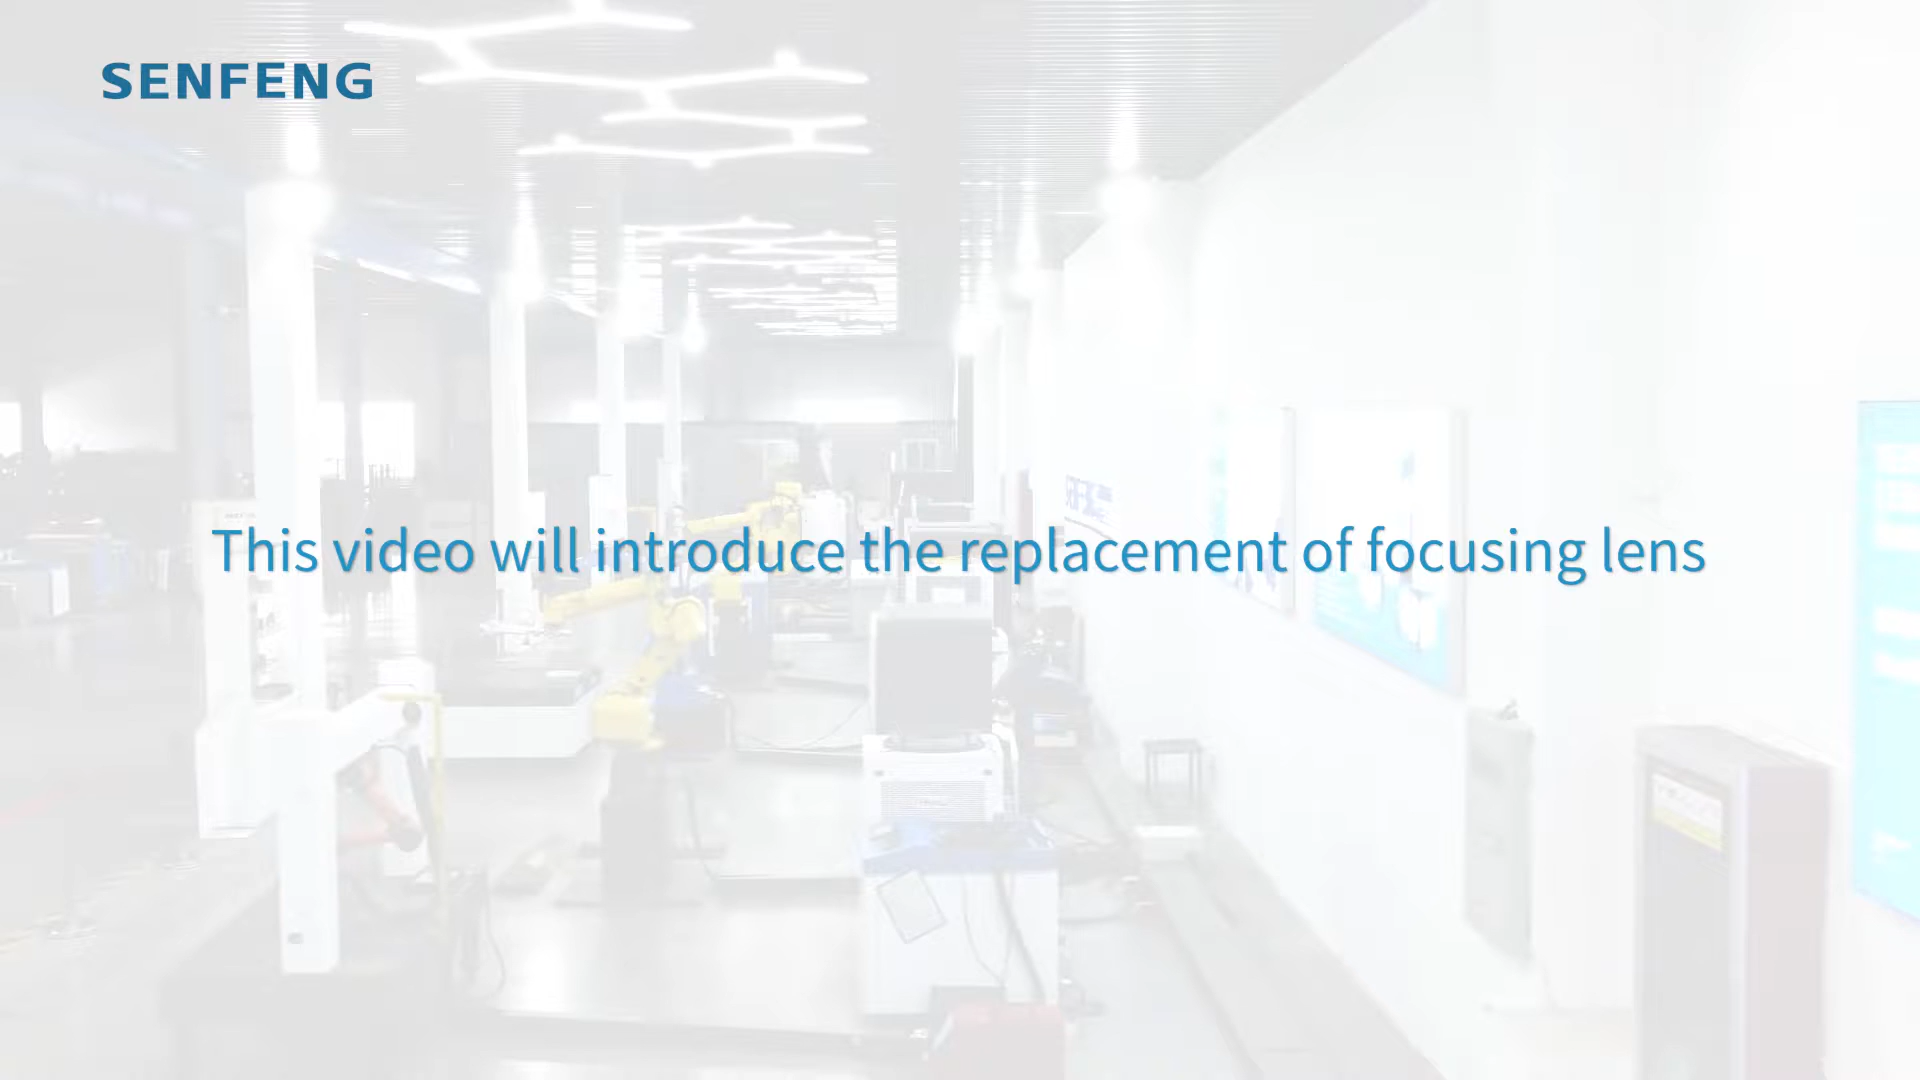 SENFENG
This video will introduce the replacement of focusing lens